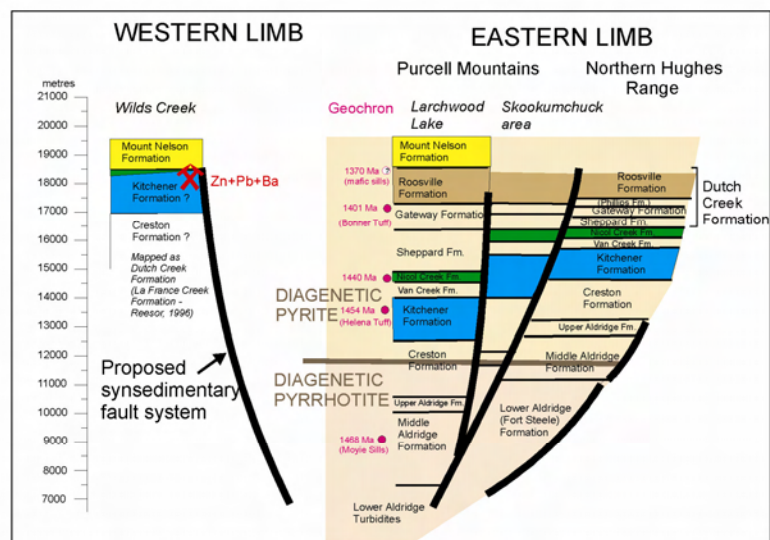 WESTERN LIMB
EASTERN LIMB
Purcell Mountains
Northern Hughes
Range
metres
21000
20000
19000
18000
17000
16000
15000
14000
13000
12000
11000
10000
9000
8000
7000
Wilds Creek
Mount Nelson
Formation
Zn+Pb+Ba
Kitchener
Formation ?
Creston
Formation ?
Mapped as
Dutch Creek
Formation
(La France Creek
Formation -
Reesor, 1996)
Proposed
synsedimentary
fault system
Geochron
1370 Ma ?
(mafic sills)
1401 Ma
(Bonner Tuff)
1440 Ma
DIAGENETIC
PYRITE
1454 Ma
(Helena Tuff)
DIAGENETIC
PYRRHOTITE
1468 Ma
(Moyie Sills)
Larchwood
Lake
Mount Nelson
Formation
Roosville
Formation
Gateway Formation
Sheppard Fm.
Nicol Creek Fm.
Van Creek Fm.
Kitchener
Formation
Creston
Formation
Upper Aldridge Fm.
Middle
Aldridge
Formation
Lower Aldridge
Turbidites
Skookumchuck
area
Roosville
Formation
(Phillips Fm.)
Gateway Formation
Sheppard Fm.
Nicol Creek Fm.
Van Creek Fm.
Kitchener
Formation
Creston
Formation
Upper Aldridge Fm.
Middle Aldridge
Formation
Lower Aldridge
(Fort Steele)
Formation
Dutch
Creek
Formation